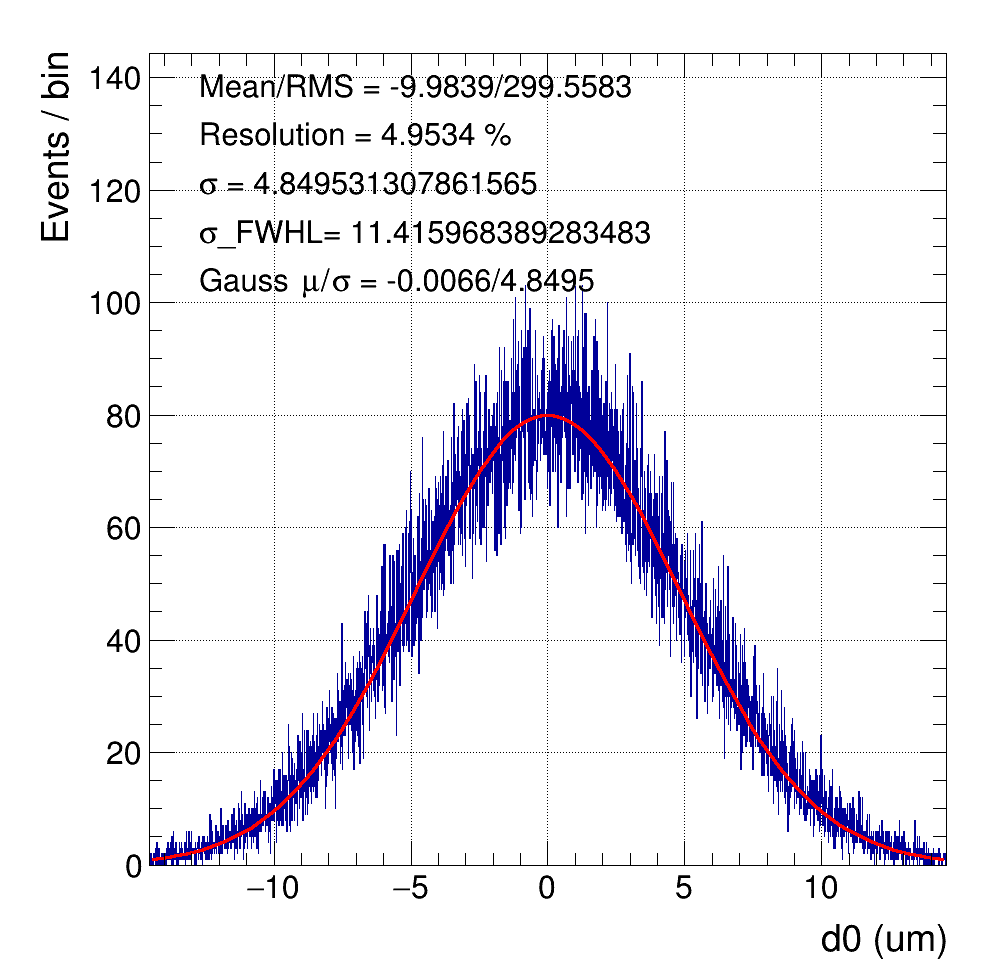 Events / bin
140
120
100
80
60
40
20
0
Mean/RMS = -9.9839/299.5583
Resolution = 4.9534 %
σ = 4.849531307861565
σ_FWHL= 11.415968389283483
Gauss μ/σ = -0.0066/4.8495
−10 −5 0 5 10
d0 (um)